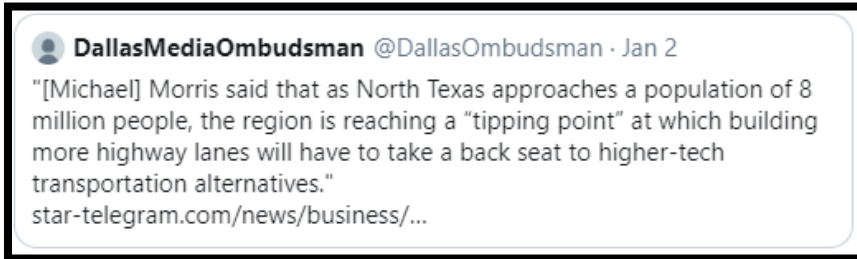 DallasMediaOmbudsman @DallasOmbudsman · Jan 2
"[Michael] Morris said that as North Texas approaches a population of 8
million people, the region is reaching a “tipping point” at which building
more highway lanes will have to take a back seat to higher-tech
transportation alternatives."
star-telegram.com/news/business/...